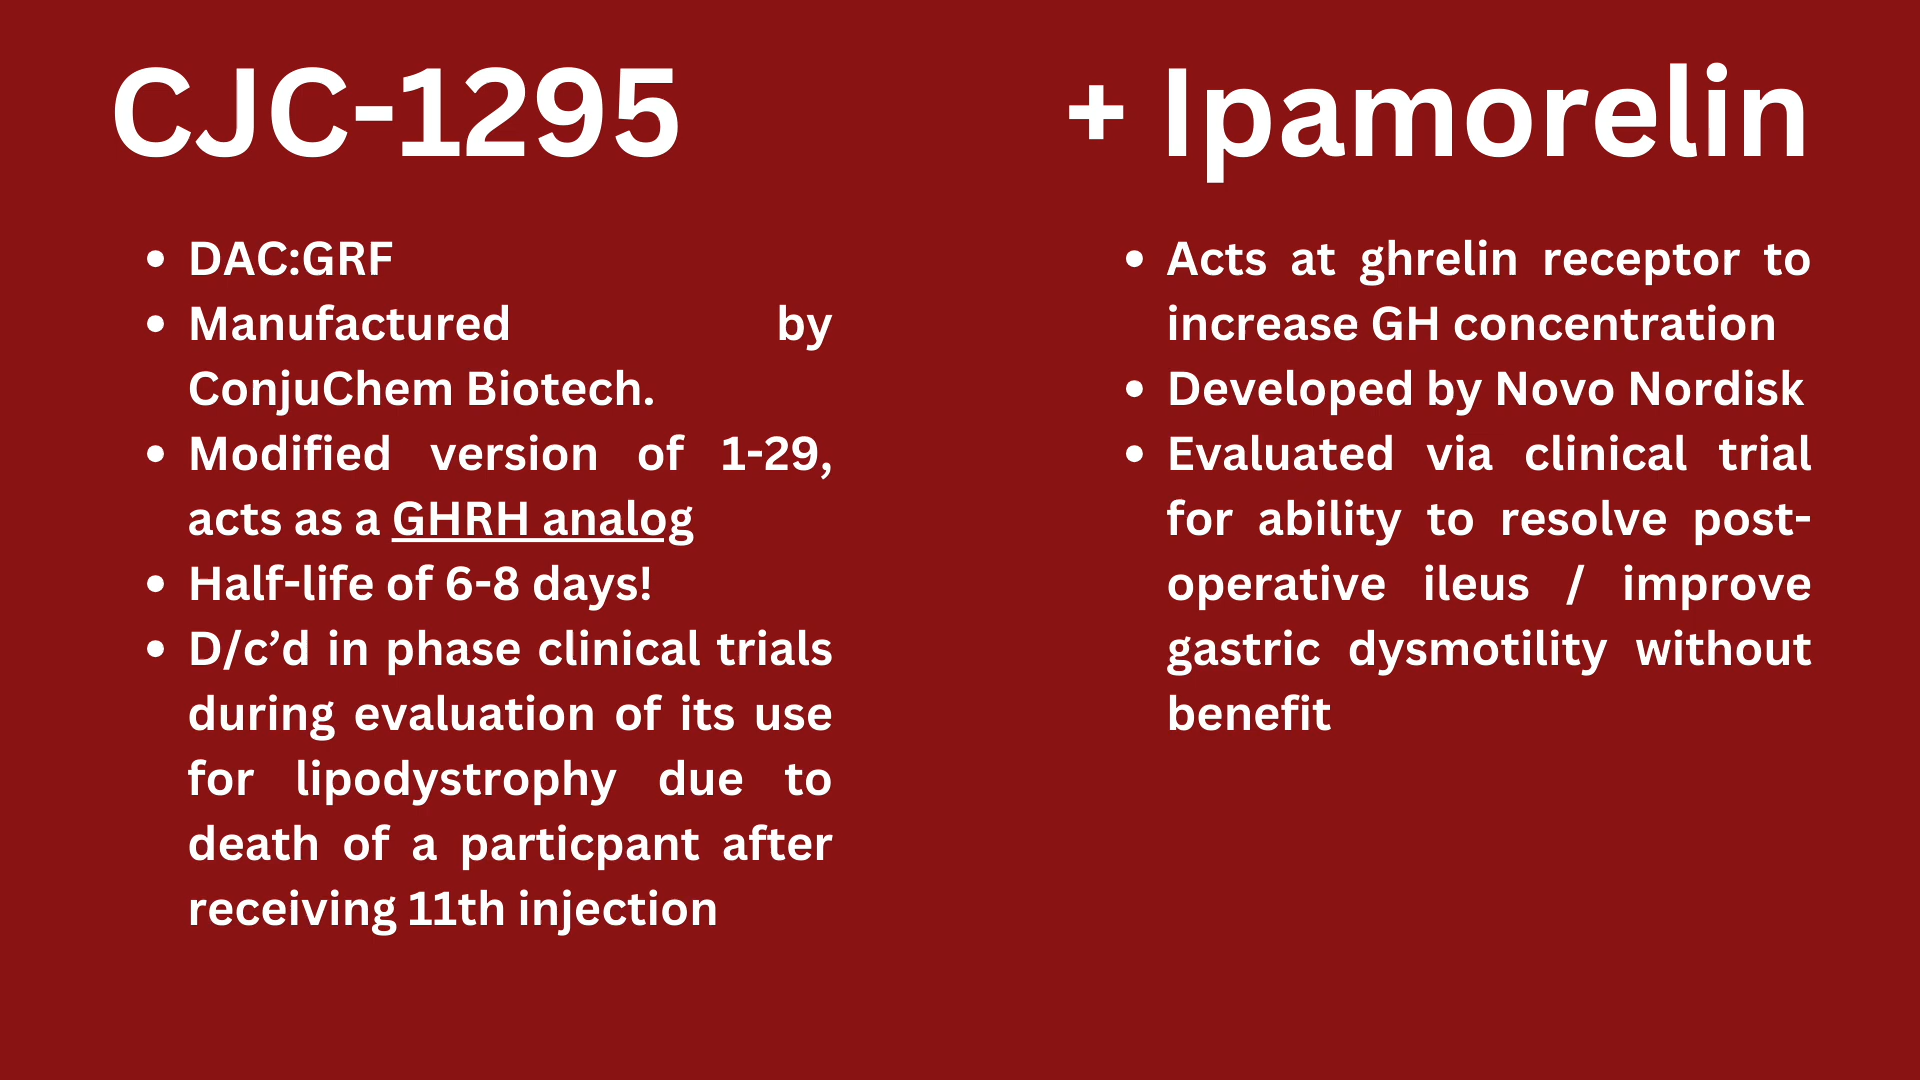 CJC-1295
• DAC:GRF
• Manufactured by
ConjuChem Biotech.
• Modified version of 1-29,
acts as a GHRH analog
• Half-life of 6-8 days!
• D/c’d in phase clinical trials
during evaluation of its use
for lipodystrophy due to
death of a particpant after
receiving 11th injection
+ Ipamorelin
• Acts at ghrelin receptor to
increase GH concentration
• Developed by Novo Nordisk
• Evaluated via clinical trial
for ability to resolve post-
operative ileus / improve
gastric dysmotility without
benefit